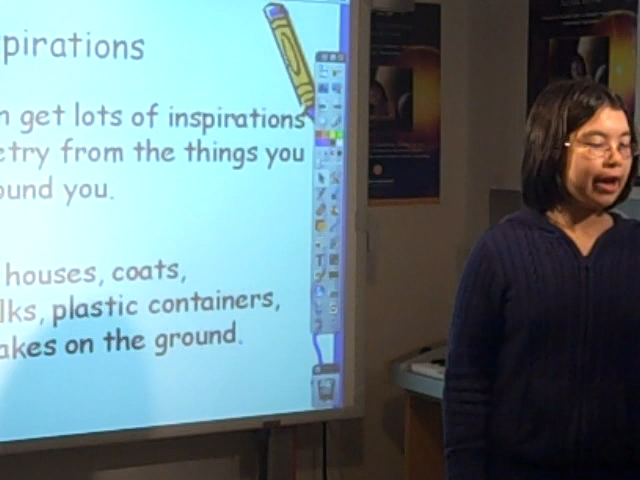 pirations
n get lots of inspirations
etry from the things you
ound you.
houses, coats,
lks, plastic containers,
akes on the ground.